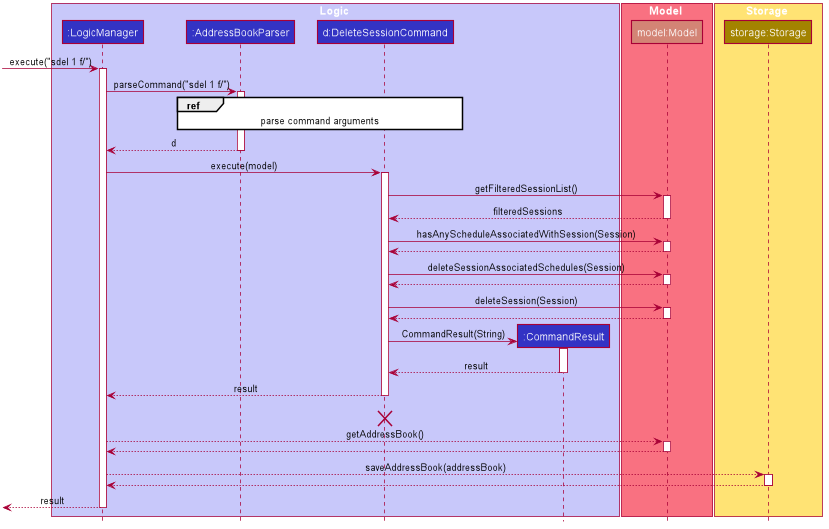 Logic
Model
Storage
:LogicManager
:AddressBookParser
d:DeleteSessionCommand
model:Model
storage:Storage
execute("sdel 1 f/")
parseCommand("sdel 1 f/")
ref
parse command arguments
d
execute(model)
getFilteredSessionList()
filteredSessions
hasAnyScheduleAssociatedWithSession(Session)
deleteSessionAssociatedSchedules(Session)
deleteSession(Session)
CommandResult(String)
:CommandResult
result
result
getAddressBook()
saveAddressBook(addressBook)
result